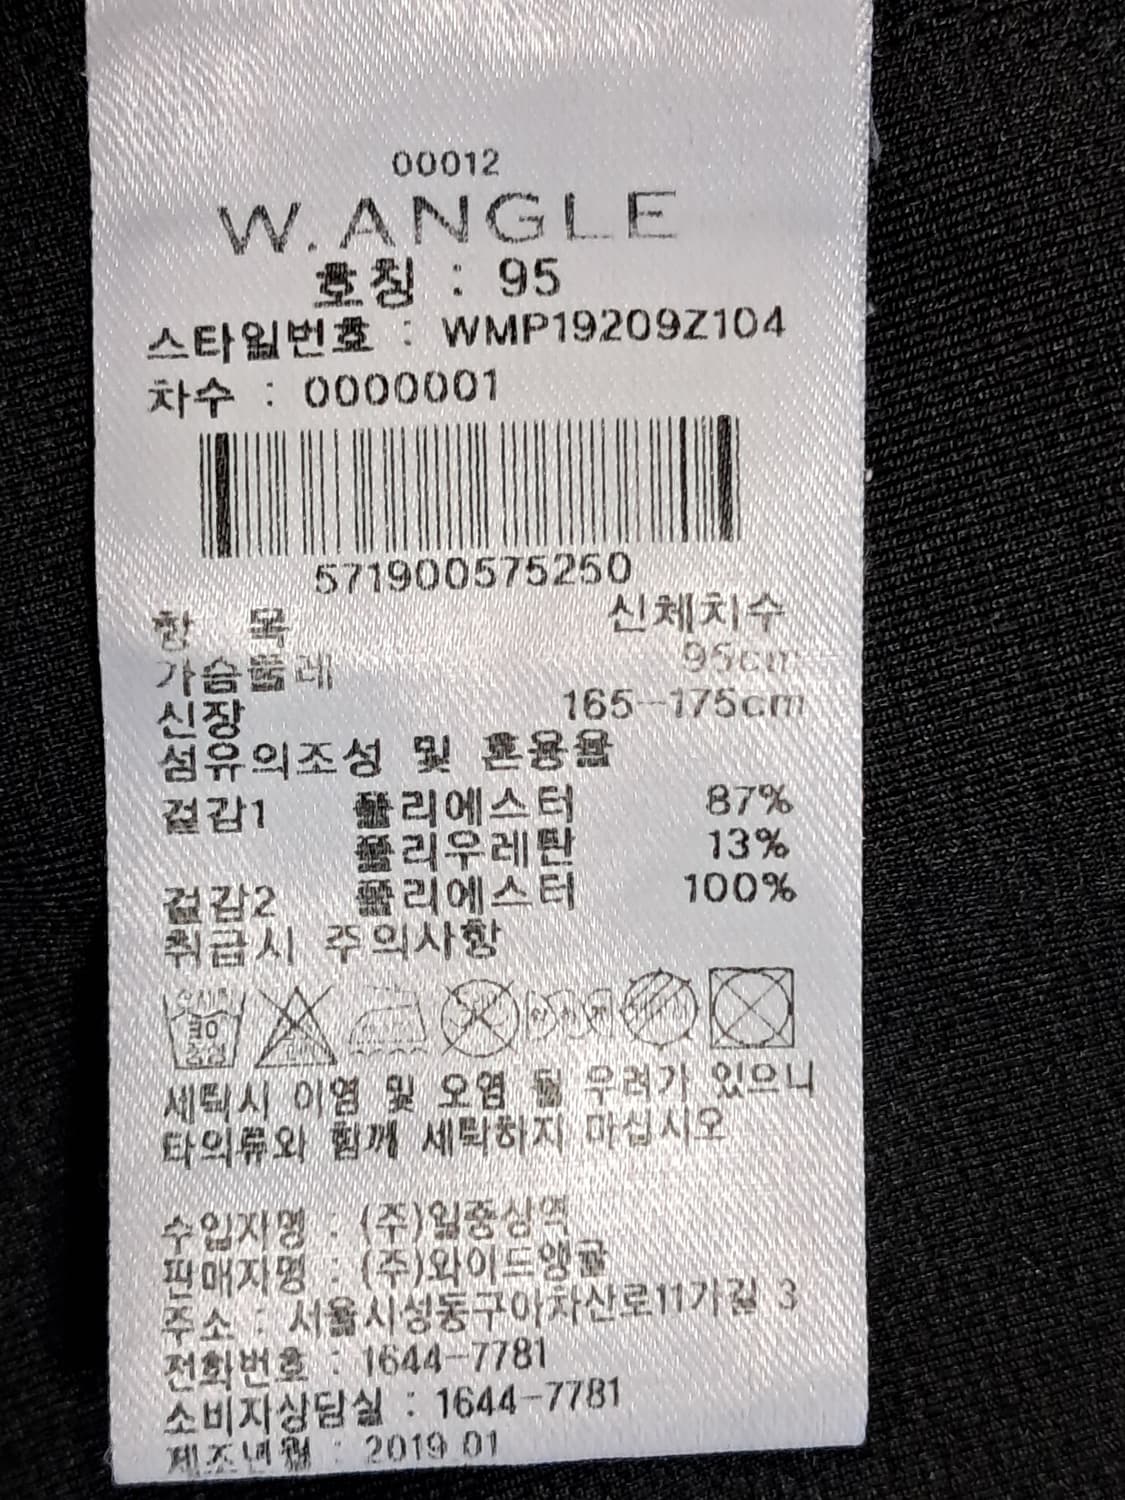 00012
W.ANGLE
호칭 : 95
스타일번호 : WMP19209Z104
차수 : 0000001
571900575250
항 목 신체치수
가슴둘레 95cm
신장 165-175cm
섬유의조성 및 혼용율
겉감1 폴리에스터 87%
폴리우레탄 13%
겉감2 폴리에스터 100%
취급시 주의사항
30 중성
세탁시 이염 및 오염 될 우려가 있으니
타의류와 함께 세탁하지 마십시오
수입자명 : (주)일중상역
판매자명 : (주)와이드앵글
주소 : 서울시성동구아차산로11가길 3
전화번호 : 1644-7781
소비자상담실 : 1644-7781
제조년월 : 2019.01